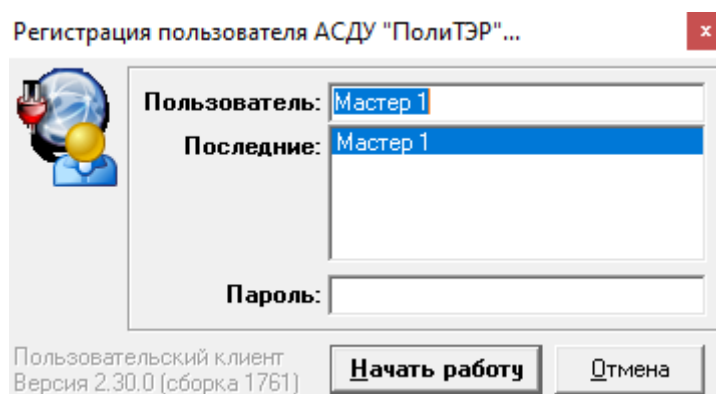 Регистрация пользователя АСДУ "ПолиТЭР"...
x
Пользователь: Мастер 1
Последние: Мастер 1
Пароль:
Пользовательский клиент
Версия 2.30.0 (сборка 1761)
Начать работу
Отмена